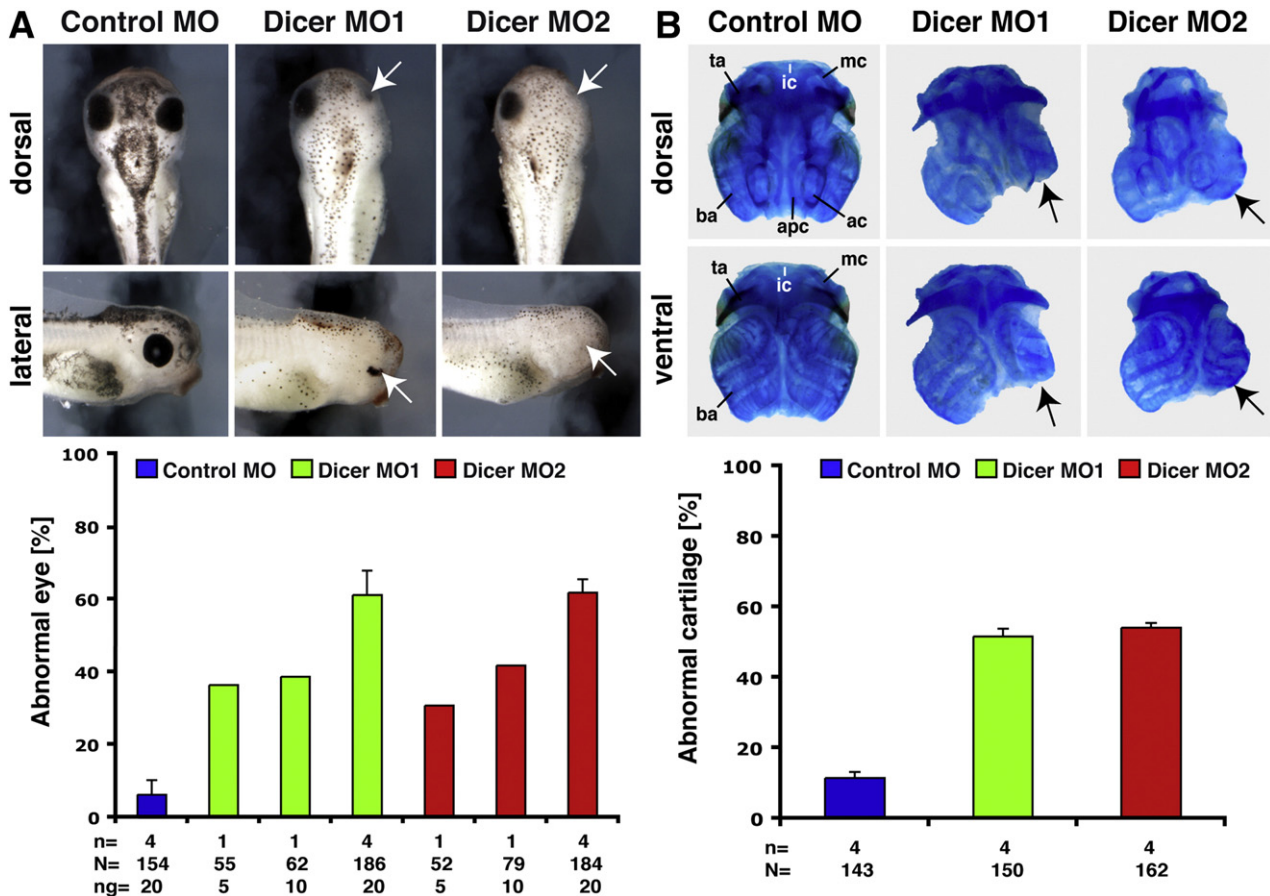 A Control MO Dicer MO1 Dicer MO2
dorsal
lateral
Control MO Dicer MO1 Dicer MO2
Abnormal eye [%]
100
80
60
40
20
0
n= 4 1 1 4 1 1 4
N= 154 55 62 186 52 79 184
ng= 20 5 10 20 5 10 20
B Control MO Dicer MO1 Dicer MO2
dorsal
ta ic mc
ba apc ac
ventral
ta ic mc
ba
Control MO Dicer MO1 Dicer MO2
Abnormal cartilage [%]
100
80
60
40
20
0
n= 4 4 4
N= 143 150 162